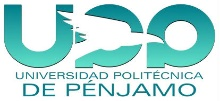 UPP
UNIVERSIDAD POLITÉCNICA
DE PÉNJAMO